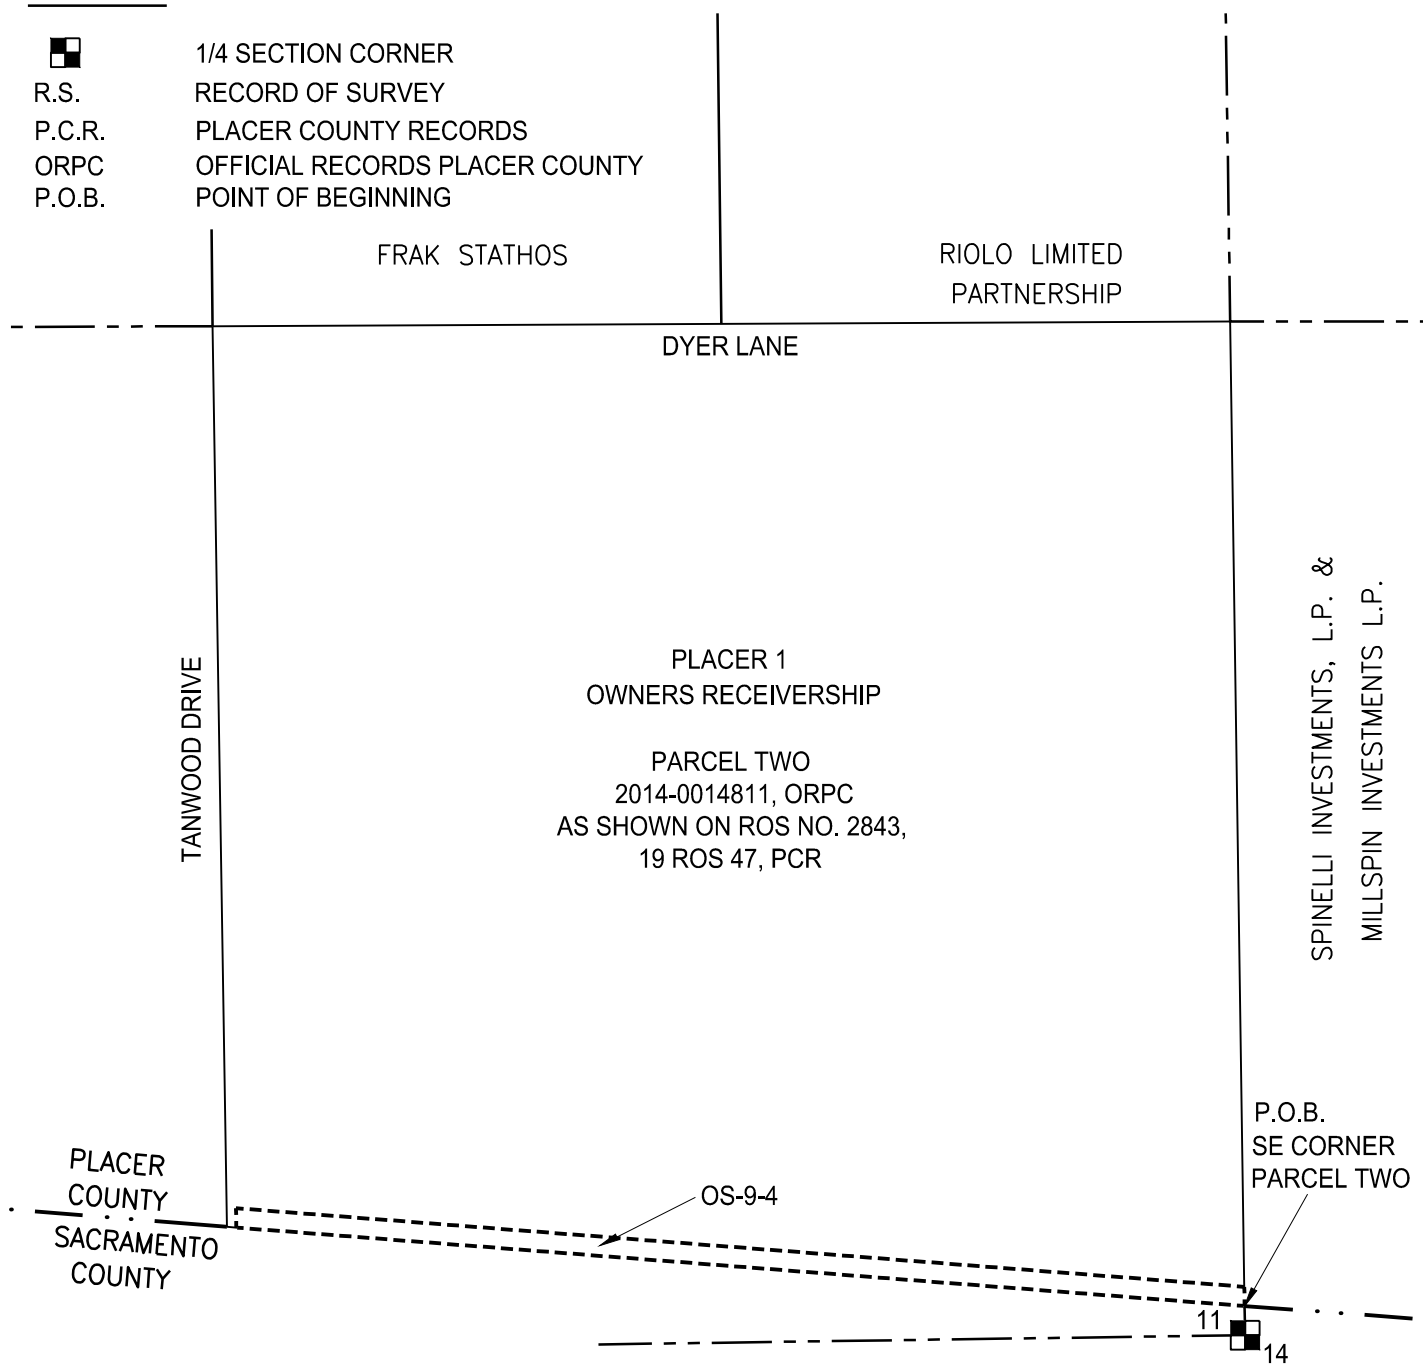 1/4 SECTION CORNER
R.S. RECORD OF SURVEY
P.C.R. PLACER COUNTY RECORDS
ORPC OFFICIAL RECORDS PLACER COUNTY
P.O.B. POINT OF BEGINNING
FRAK STATHOS
RIOLO LIMITED
PARTNERSHIP
DYER LANE
TANWOOD DRIVE
PLACER 1
OWNERS RECEIVERSHIP
PARCEL TWO
2014-0014811, ORPC
AS SHOWN ON ROS NO. 2843,
19 ROS 47, PCR
SPINELLI INVESTMENTS, L.P. &
MILLSPIN INVESTMENTS L.P.
P.O.B.
SE CORNER
PARCEL TWO
PLACER
COUNTY
SACRAMENTO
COUNTY
OS-9-4
11
14